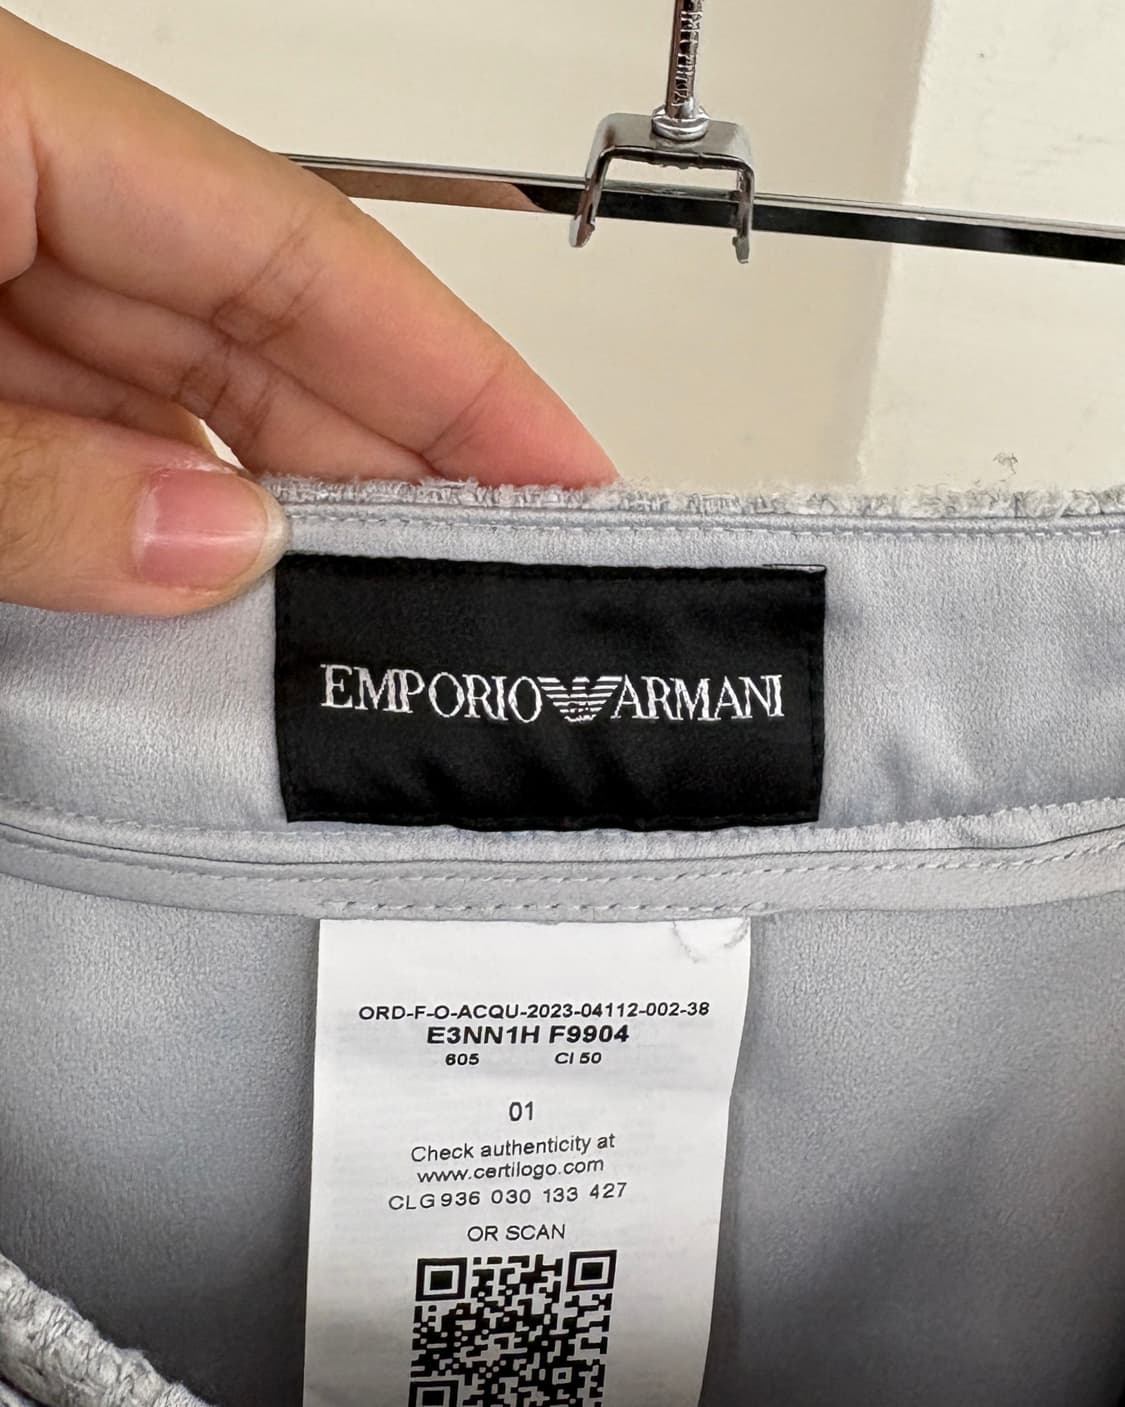 EMPORIO ARMANI
ORD-F-O-ACQU-2023-04112-002-38
E3NN1H F9904
605 CI 50
01
Check authenticity at
www.certilogo.com
CLG 936 030 133 427
OR SCAN